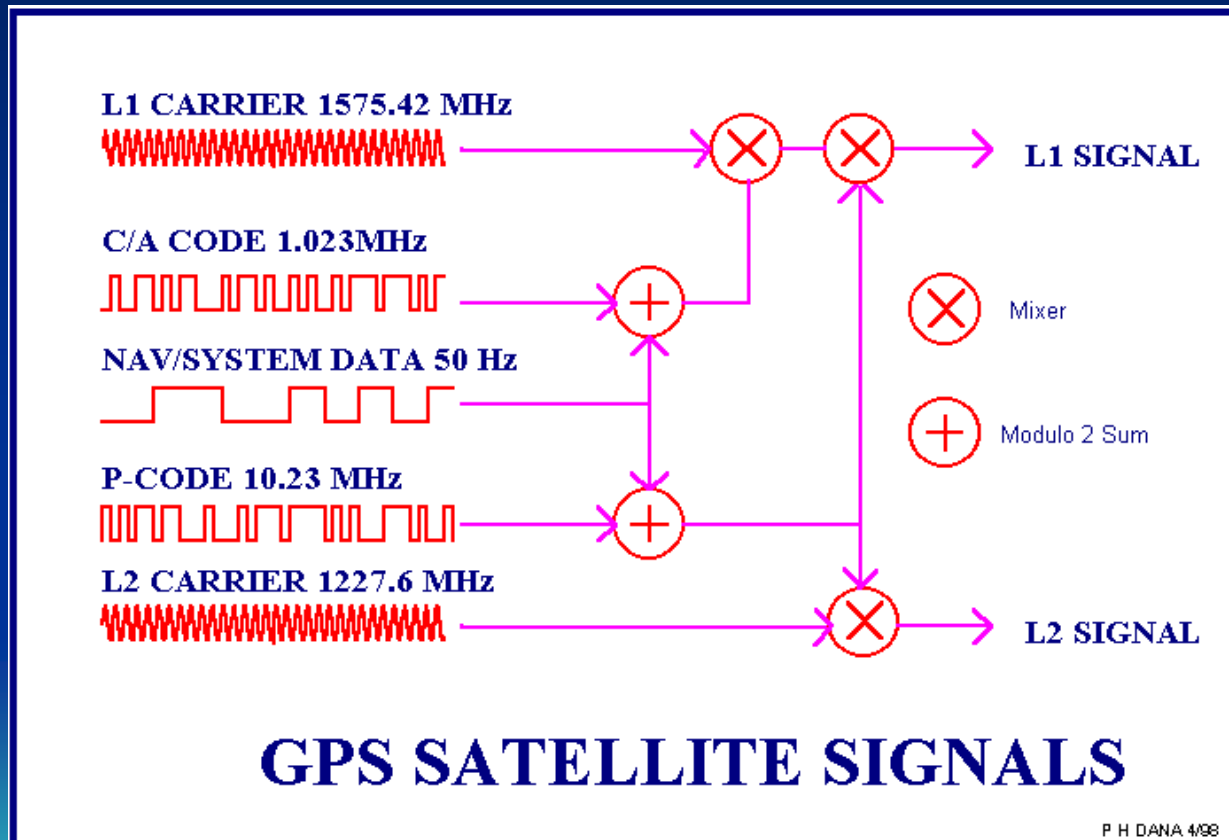 L1 CARRIER 1575.42 MHz
L1 SIGNAL
C/A CODE 1.023MHz
Mixer
NAV/SYSTEM DATA 50 Hz
Modulo 2 Sum
P-CODE 10.23 MHz
L2 CARRIER 1227.6 MHz
L2 SIGNAL
GPS SATELLITE SIGNALS
P H DANA 4/98